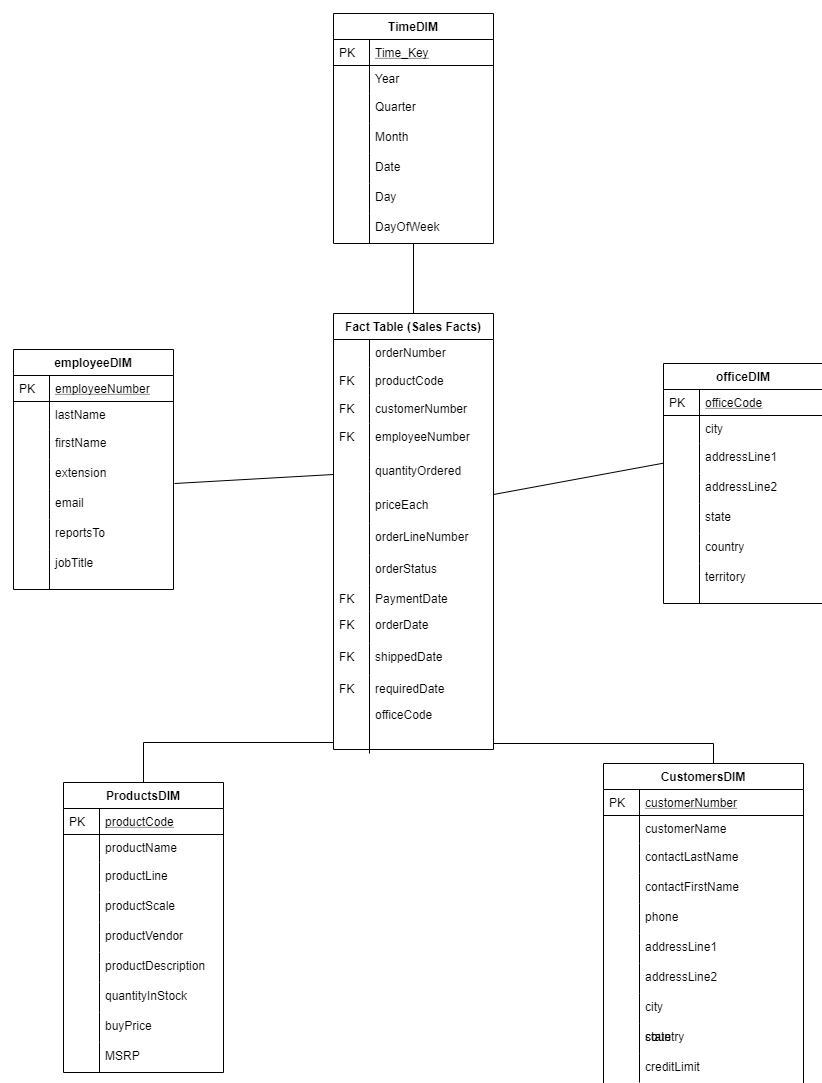 TimeDIM
PK Time_Key
Year
Quarter
Month
Date
Day
DayOfWeek
Fact Table (Sales Facts)
orderNumber
FK productCode
FK customerNumber
FK employeeNumber
quantityOrdered
priceEach
orderLineNumber
orderStatus
FK PaymentDate
FK orderDate
FK shippedDate
FK requiredDate
officeCode
employeeDIM
PK employeeNumber
lastName
firstName
extension
email
reportsTo
jobTitle
officeDIM
PK officeCode
city
addressLine1
addressLine2
state
country
territory
ProductsDIM
PK productCode
productName
productLine
productScale
productVendor
productDescription
quantityInStock
buyPrice
MSRP
CustomersDIM
PK customerNumber
customerName
contactLastName
contactFirstName
phone
addressLine1
addressLine2
city
state
country
creditLimit